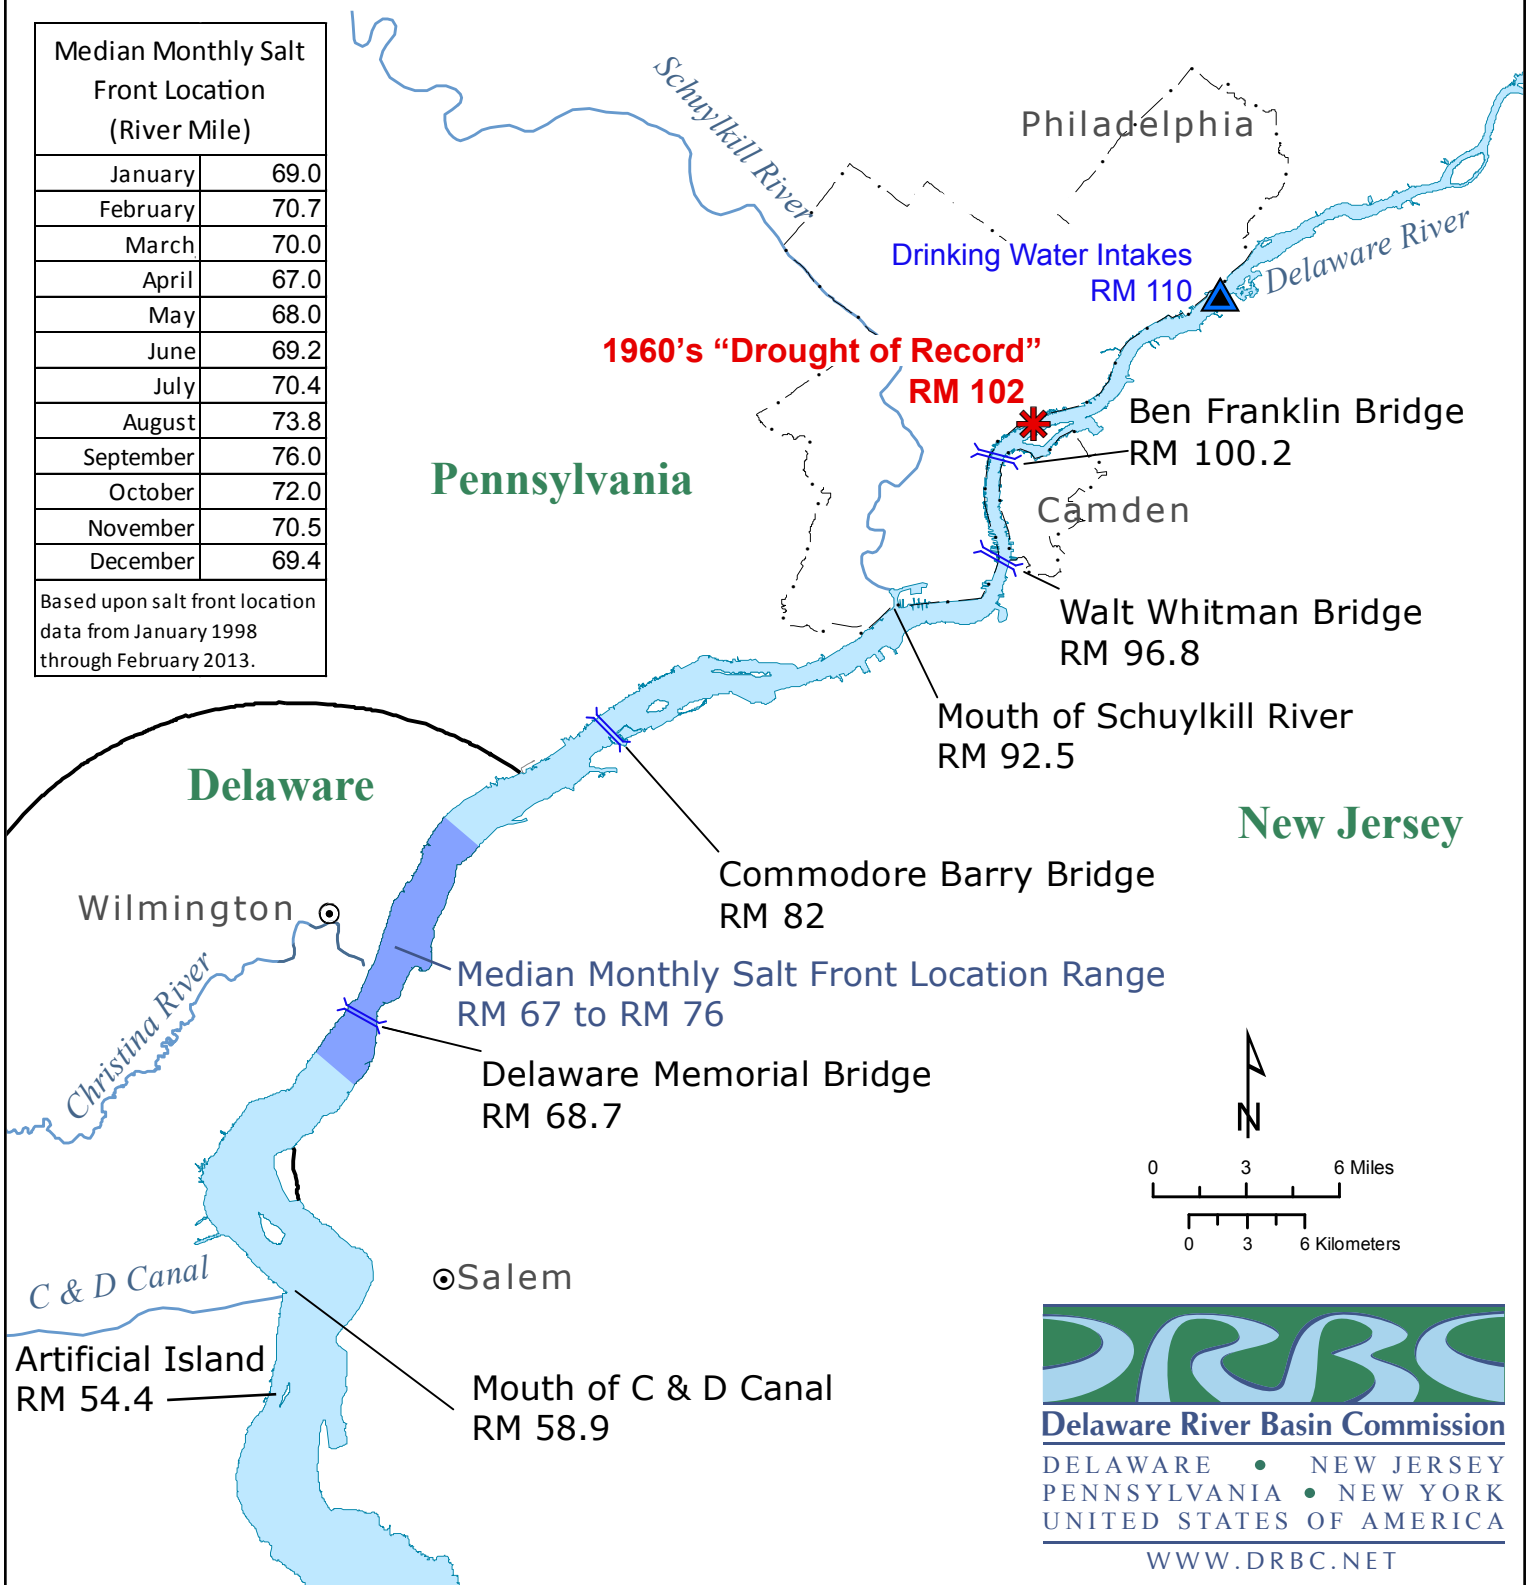 Median Monthly Salt
Front Location
(River Mile)
January 69.0
February 70.7
March 70.0
April 67.0
May 68.0
June 69.2
July 70.4
August 73.8
September 76.0
October 72.0
November 70.5
December 69.4
Based upon salt front location
data from January 1998
through February 2013.
Schuylkill River
Philadelphia
Delaware River
Drinking Water Intakes
RM 110
1960's “Drought of Record”
RM 102
Ben Franklin Bridge
RM 100.2
Pennsylvania
Camden
Walt Whitman Bridge
RM 96.8
Mouth of Schuylkill River
RM 92.5
Delaware
New Jersey
Commodore Barry Bridge
RM 82
Wilmington
Christina River
Median Monthly Salt Front Location Range
RM 67 to RM 76
Delaware Memorial Bridge
RM 68.7
N
0 3 6 Miles
0 3 6 Kilometers
C & D Canal
Salem
Artificial Island
RM 54.4
Mouth of C & D Canal
RM 58.9
DRBC
Delaware River Basin Commission
DELAWARE • NEW JERSEY
PENNSYLVANIA • NEW YORK
UNITED STATES OF AMERICA
WWW.DRBC.NET